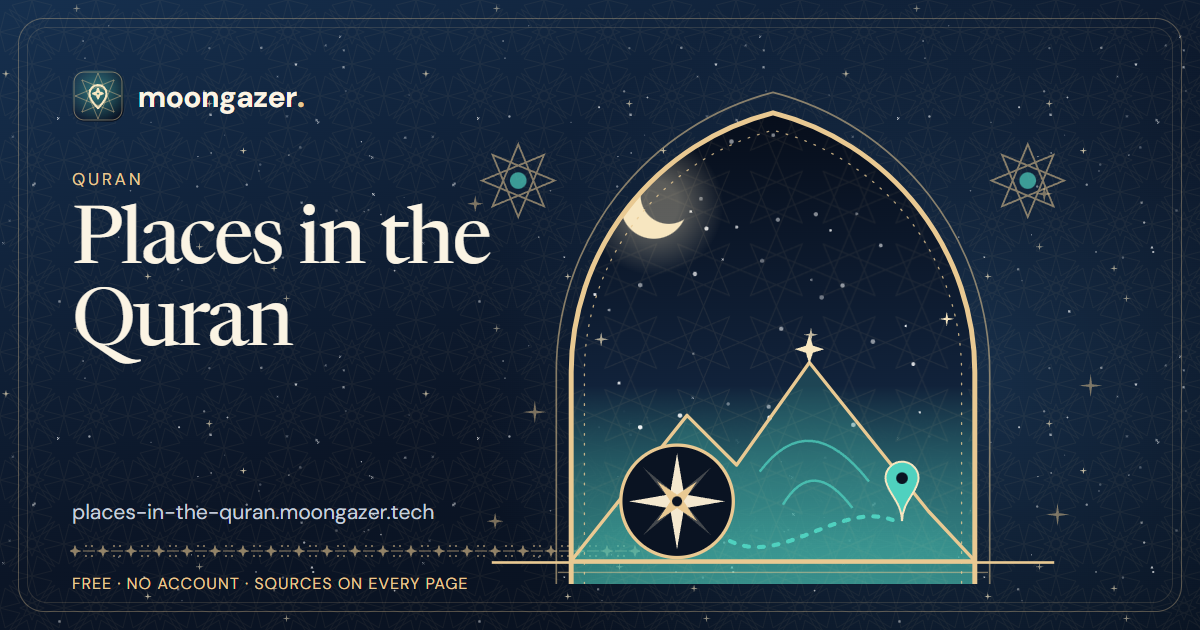 moongazer.
QURAN
Places in the
Quran
places-in-the-quran.moongazer.tech
FREE · NO ACCOUNT · SOURCES ON EVERY PAGE